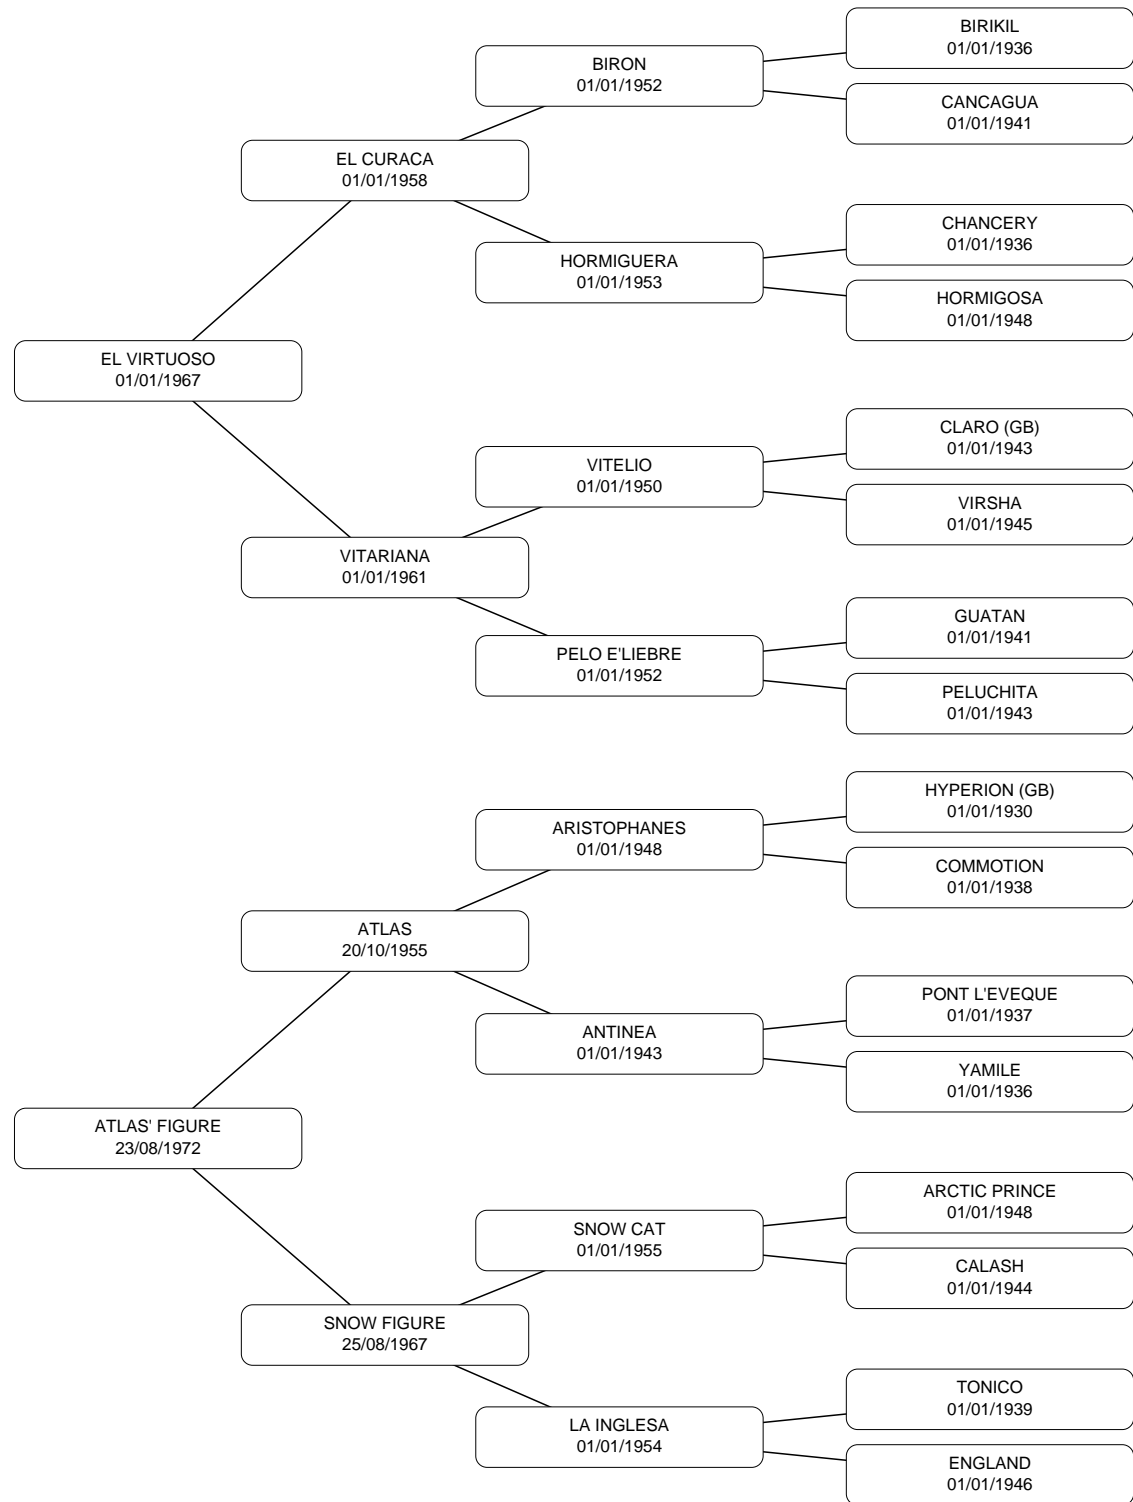 BIRIKIL
01/01/1936
BIRON
01/01/1952
CANCAGUA
01/01/1941
EL CURACA
01/01/1958
CHANCERY
01/01/1936
HORMIGUERA
01/01/1953
HORMIGOSA
01/01/1948
EL VIRTUOSO
01/01/1967
CLARO (GB)
01/01/1943
VITELIO
01/01/1950
VIRSHA
01/01/1945
VITARIANA
01/01/1961
GUATAN
01/01/1941
PELO E'LIEBRE
01/01/1952
PELUCHITA
01/01/1943
HYPERION (GB)
01/01/1930
ARISTOPHANES
01/01/1948
COMMOTION
01/01/1938
ATLAS
20/10/1955
PONT L'EVEQUE
01/01/1937
ANTINEA
01/01/1943
YAMILE
01/01/1936
ATLAS' FIGURE
23/08/1972
ARCTIC PRINCE
01/01/1948
SNOW CAT
01/01/1955
CALASH
01/01/1944
SNOW FIGURE
25/08/1967
TONICO
01/01/1939
LA INGLESA
01/01/1954
ENGLAND
01/01/1946